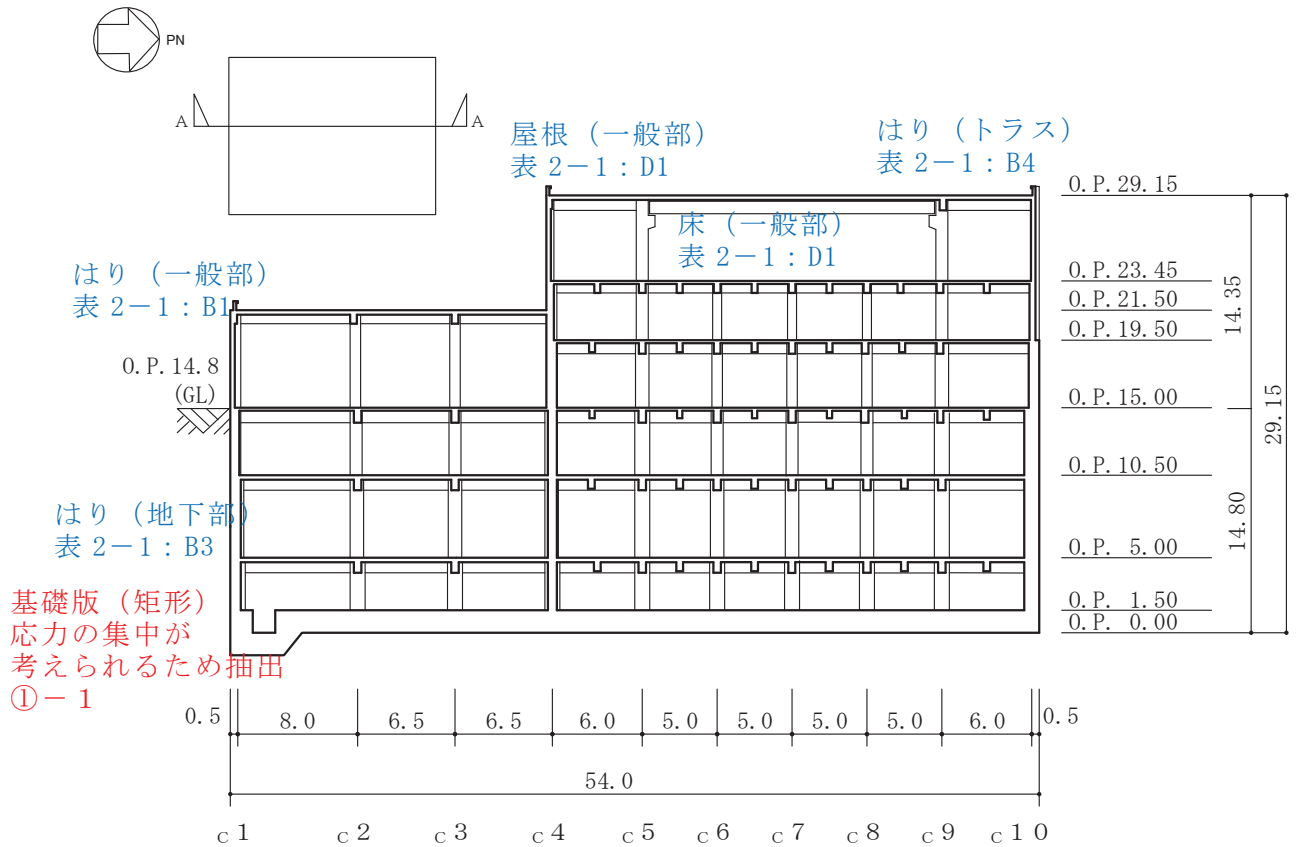 PN
A
A
屋根（一般部）
表 2－1：D1
はり（トラス）
表 2－1：B4
床（一般部）
表 2－1：D1
はり（一般部）
表 2－1：B1
O.P.14.8
(GL)
はり（地下部）
表 2－1：B3
基礎版（矩形）
応力の集中が
考えられるため抽出
①－１
O.P.29.15
O.P.23.45
O.P.21.50
O.P.19.50
O.P.15.00
O.P.10.50
O.P. 5.00
O.P. 1.50
O.P. 0.00
14.35
14.80
29.15
0.5 8.0 6.5 6.5 6.0 5.0 5.0 5.0 5.0 6.0 0.5
54.0
C1 C2 C3 C4 C5 C6 C7 C8 C9 C10